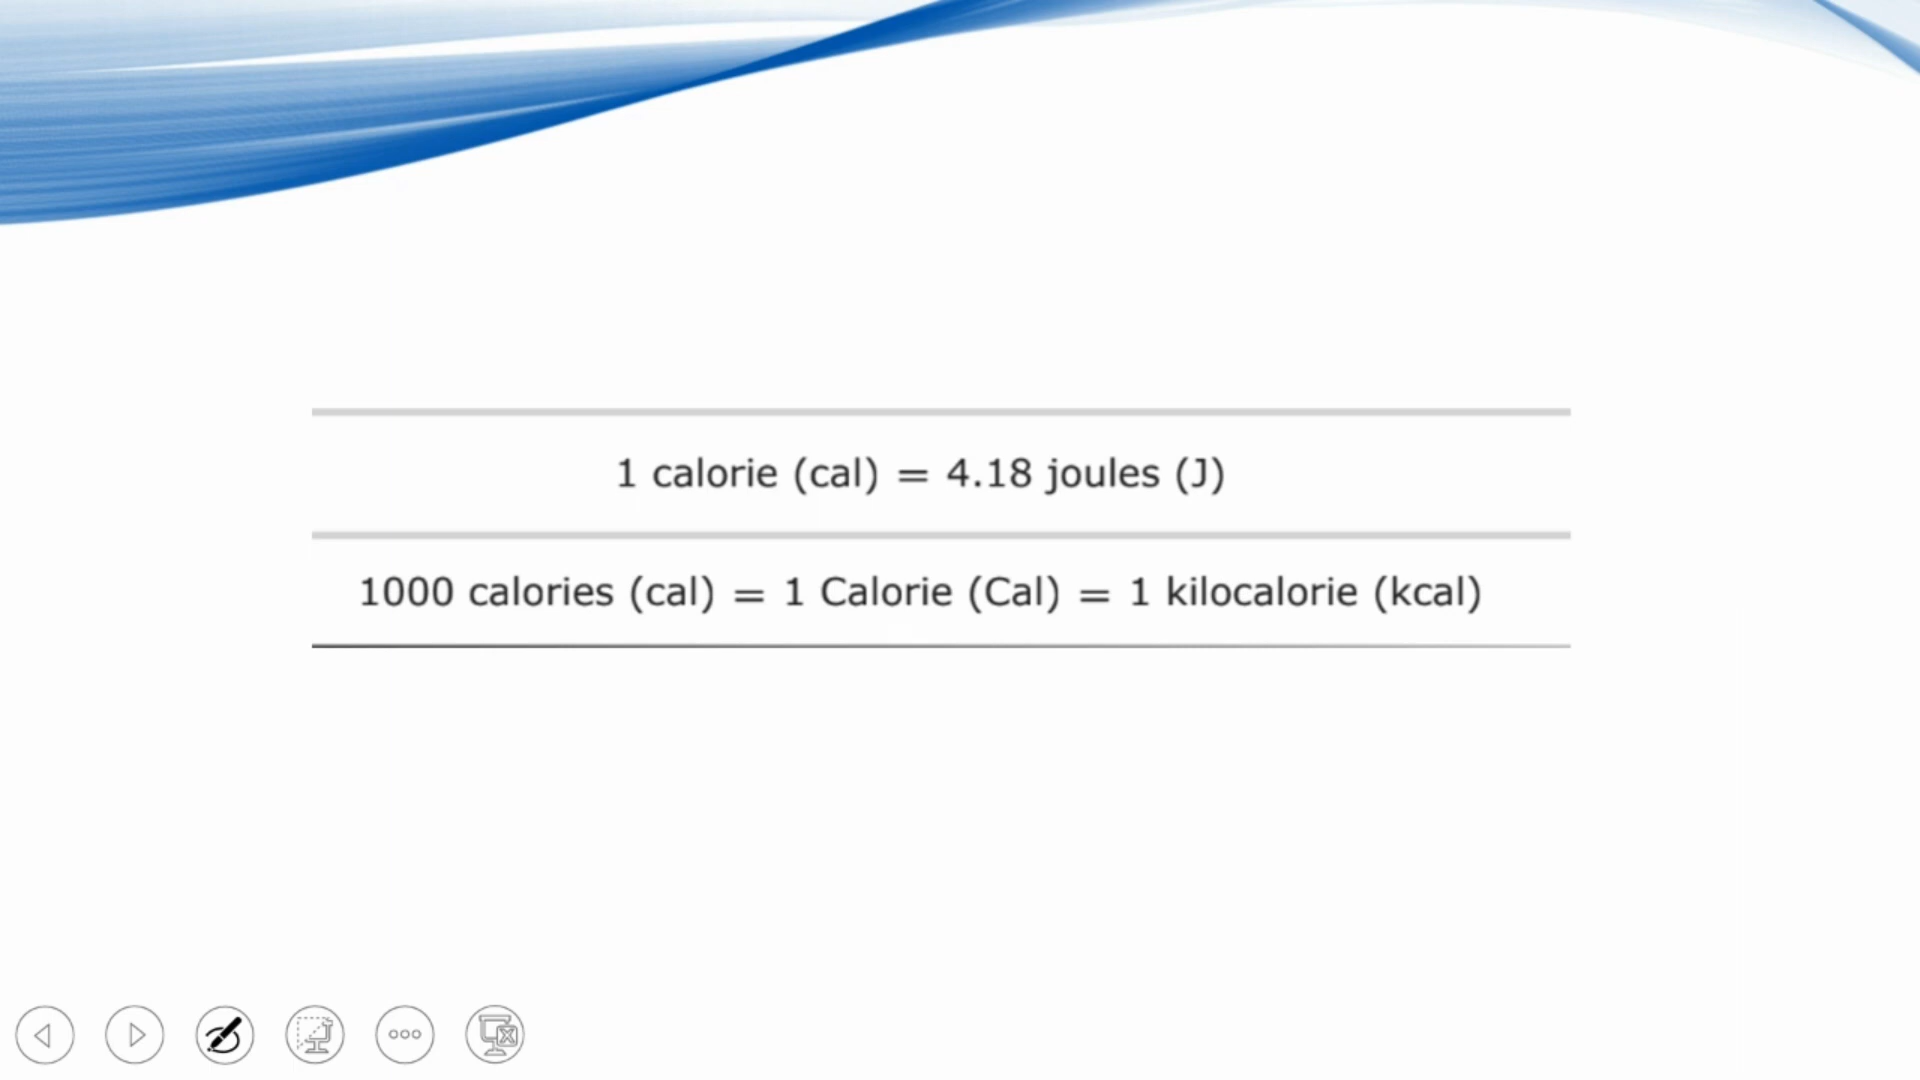 1 calorie (cal) = 4.18 joules (J)
1000 calories (cal) = 1 Calorie (Cal) = 1 kilocalorie (kcal)